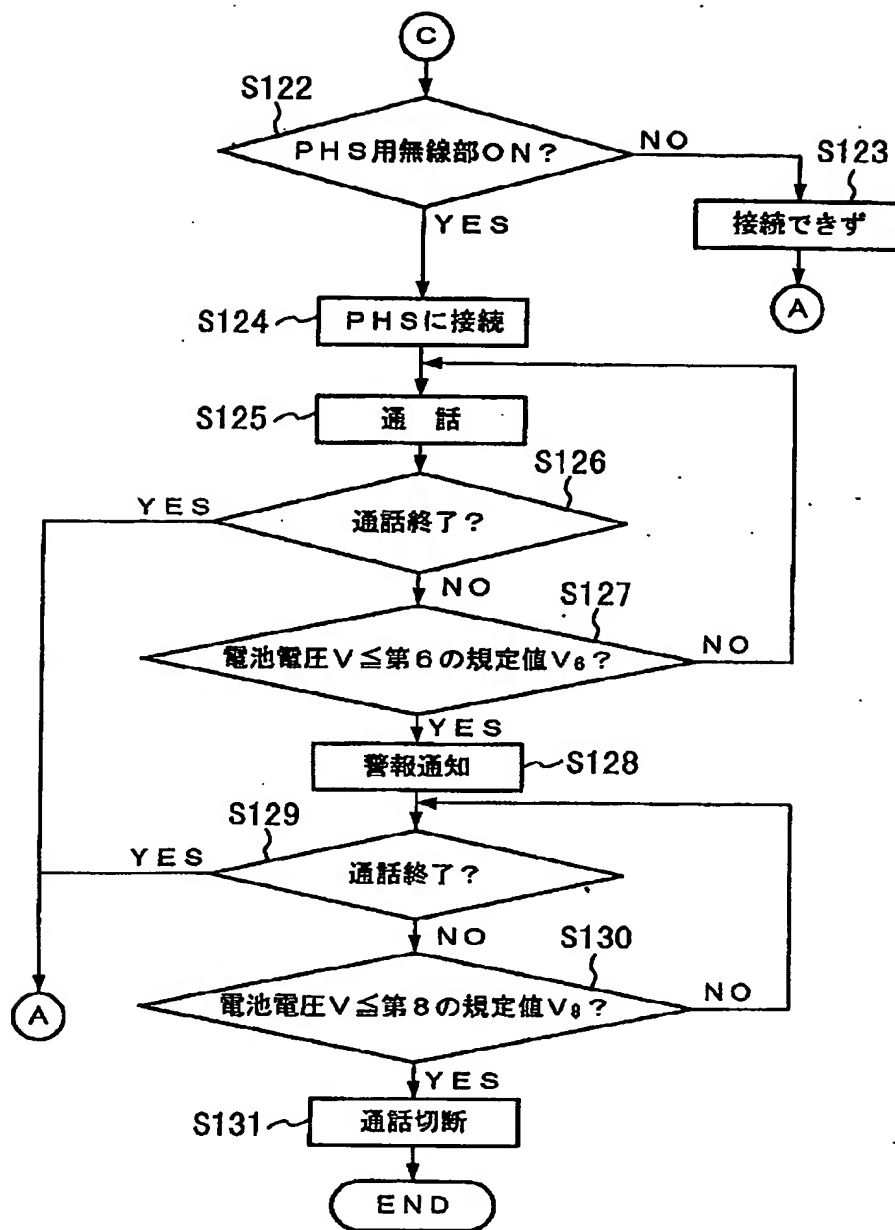 C
S122
PHS用無線部ON?
NO
S123
YES
接続できず
A
S124
PHSに接続
S125
通 話
S126
YES
通話終了?
NO
S127
電池電圧V≦第6の規定値V₆?
NO
YES
警報通知
S128
S129
YES
通話終了?
NO
S130
A
電池電圧V≦第8の規定値V₈?
NO
YES
S131
通話切断
END